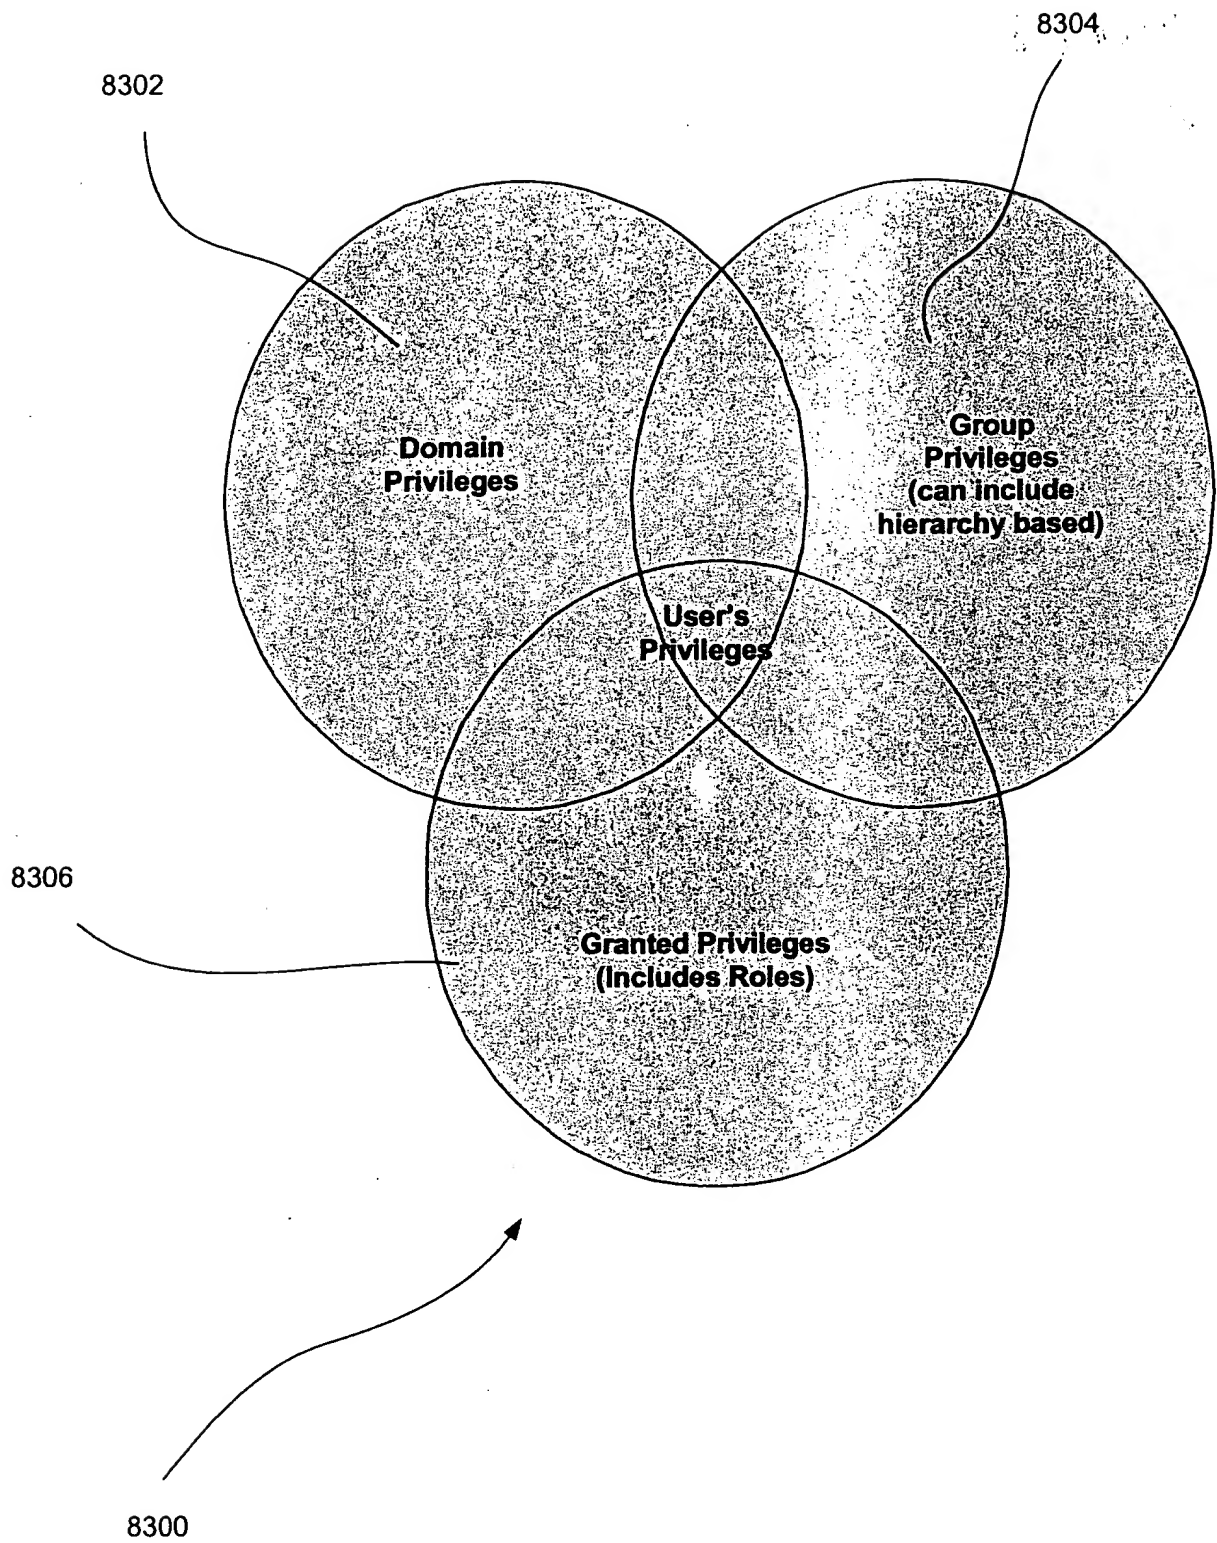 8304
8302
Domain
Privileges
Group
Privileges
(can include
hierarchy based)
User's
Privileges
8306
Granted Privileges
(Includes Roles)
8300